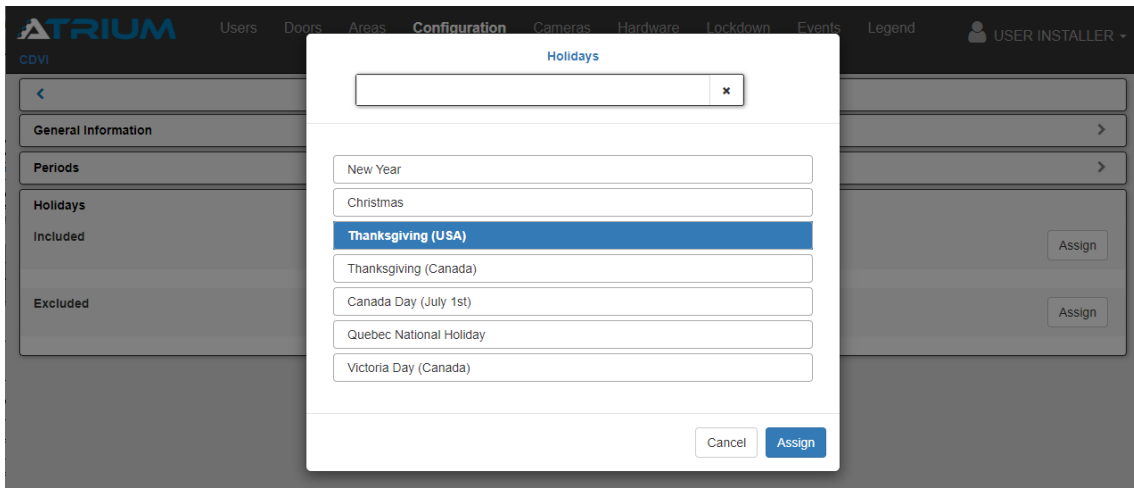 ATRIUM
Users Doors Areas Configuration Cameras Hardware Lockdown Events Legend
USER INSTALLER
CDVI
Holidays
General Information
Periods
Holidays
Included
Assign
Excluded
Assign
New Year
Christmas
Thanksgiving (USA)
Thanksgiving (Canada)
Canada Day (July 1st)
Quebec National Holiday
Victoria Day (Canada)
Cancel Assign